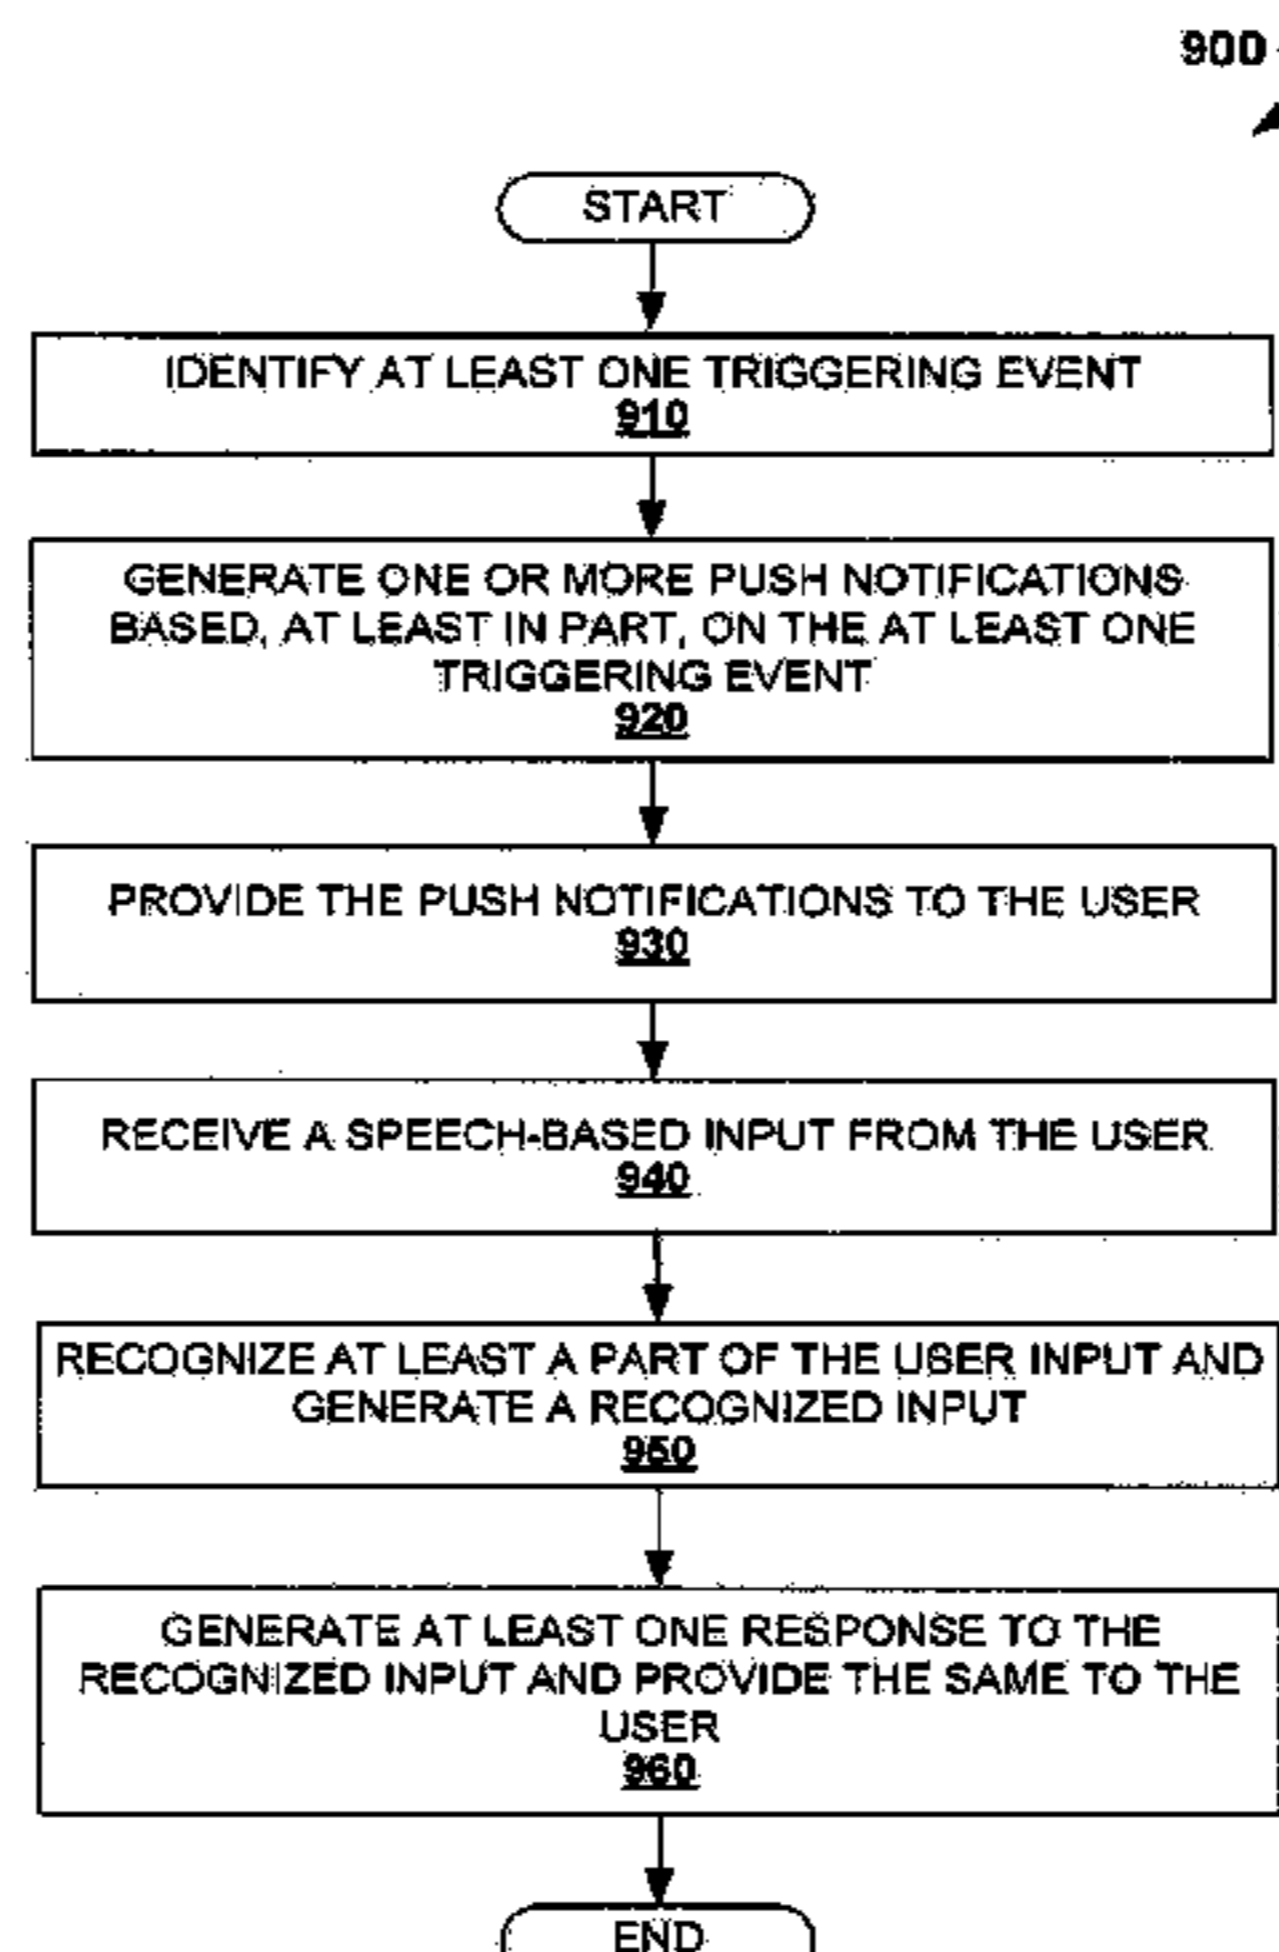 900
START
IDENTIFY AT LEAST ONE TRIGGERING EVENT
910
GENERATE ONE OR MORE PUSH NOTIFICATIONS
BASED, AT LEAST IN PART, ON THE AT LEAST ONE
TRIGGERING EVENT
920
PROVIDE THE PUSH NOTIFICATIONS TO THE USER
930
RECEIVE A SPEECH-BASED INPUT FROM THE USER
940
RECOGNIZE AT LEAST A PART OF THE USER INPUT AND
GENERATE A RECOGNIZED INPUT
950
GENERATE AT LEAST ONE RESPONSE TO THE
RECOGNIZED INPUT AND PROVIDE THE SAME TO THE
USER
960
END